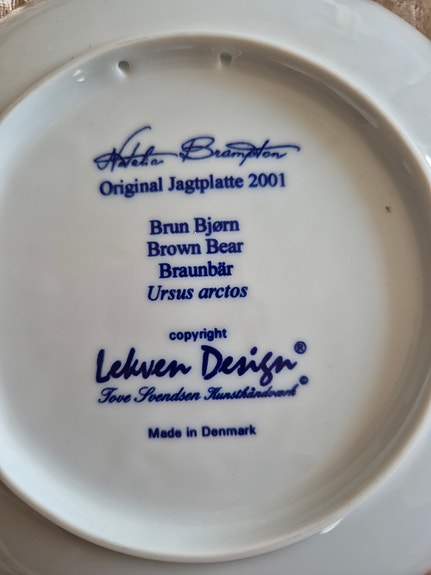 Natalia Brampton
Original Jagtplatte 2001
Brun Bjørn
Brown Bear
Braunbär
Ursus arctos
copyright
Lekven Design®
Tove Svendsen Kunsthåndværk©
Made in Denmark